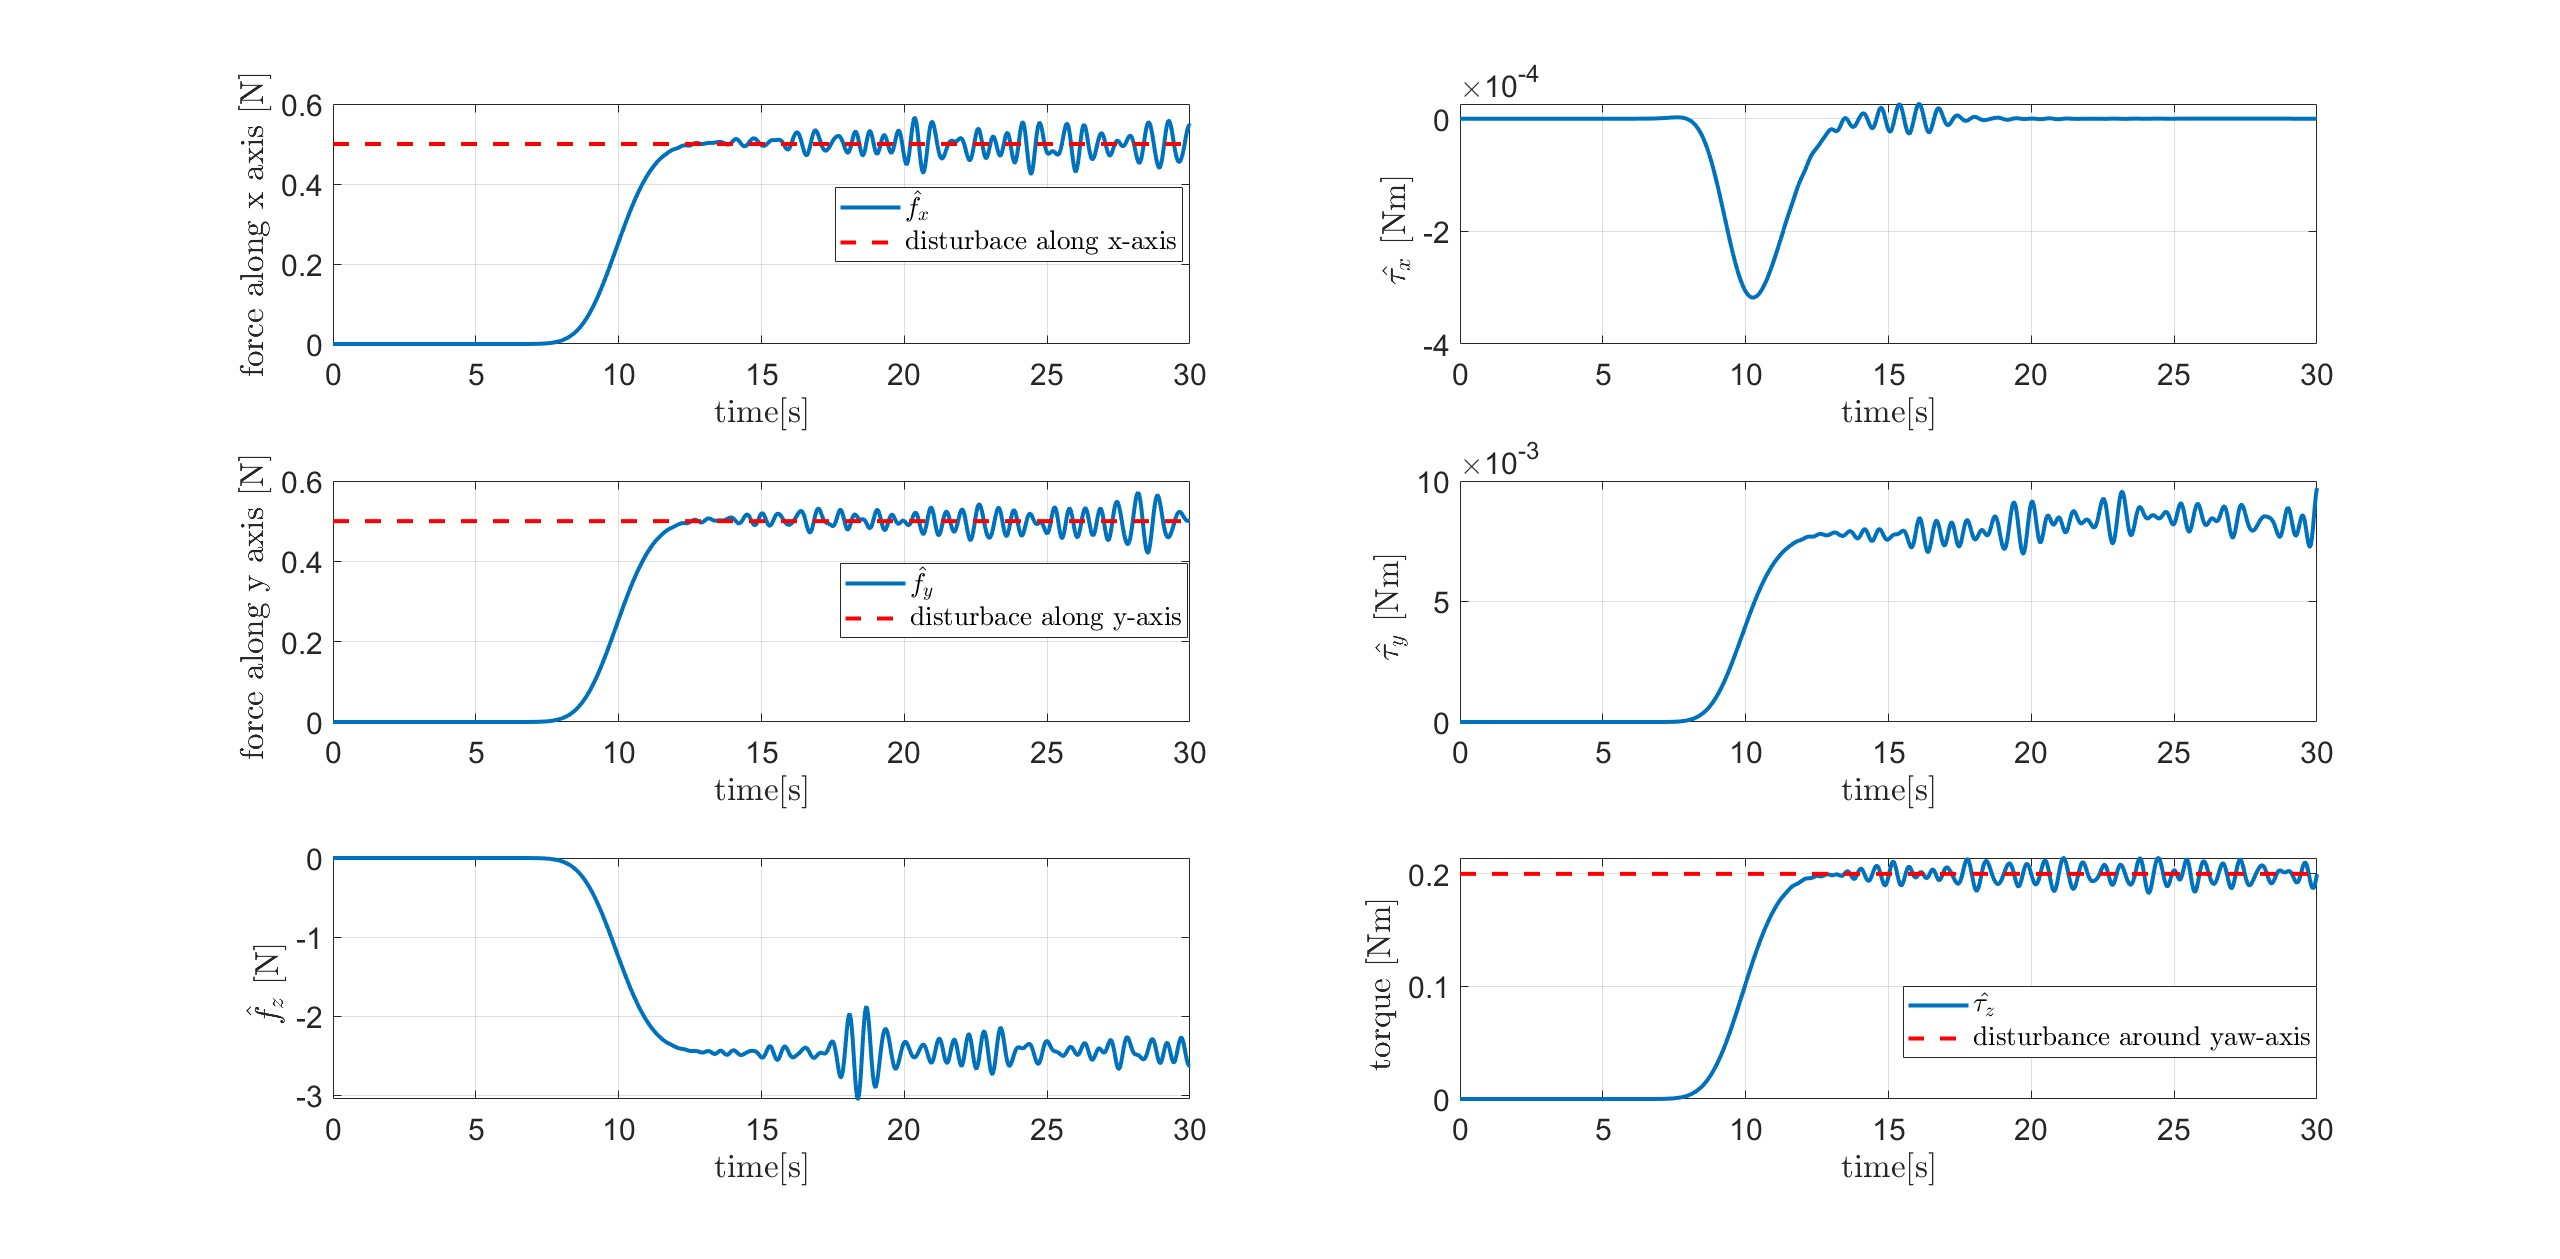 force along x axis [N]
0.6
0.4
0.2
0
0 5 10 15 20 25 30
time[s]
f̂x
disturbace along x-axis
×10-4
τ̂x [Nm]
0
-2
-4
0 5 10 15 20 25 30
time[s]
force along y axis [N]
0.6
0.4
0.2
0
0 5 10 15 20 25 30
time[s]
f̂y
disturbace along y-axis
×10-3
τ̂y [Nm]
10
5
0
0 5 10 15 20 25 30
time[s]
f̂z [N]
0
-1
-2
-3
0 5 10 15 20 25 30
time[s]
torque [Nm]
0.2
0.1
0
0 5 10 15 20 25 30
time[s]
τ̂z
disturbance around yaw-axis